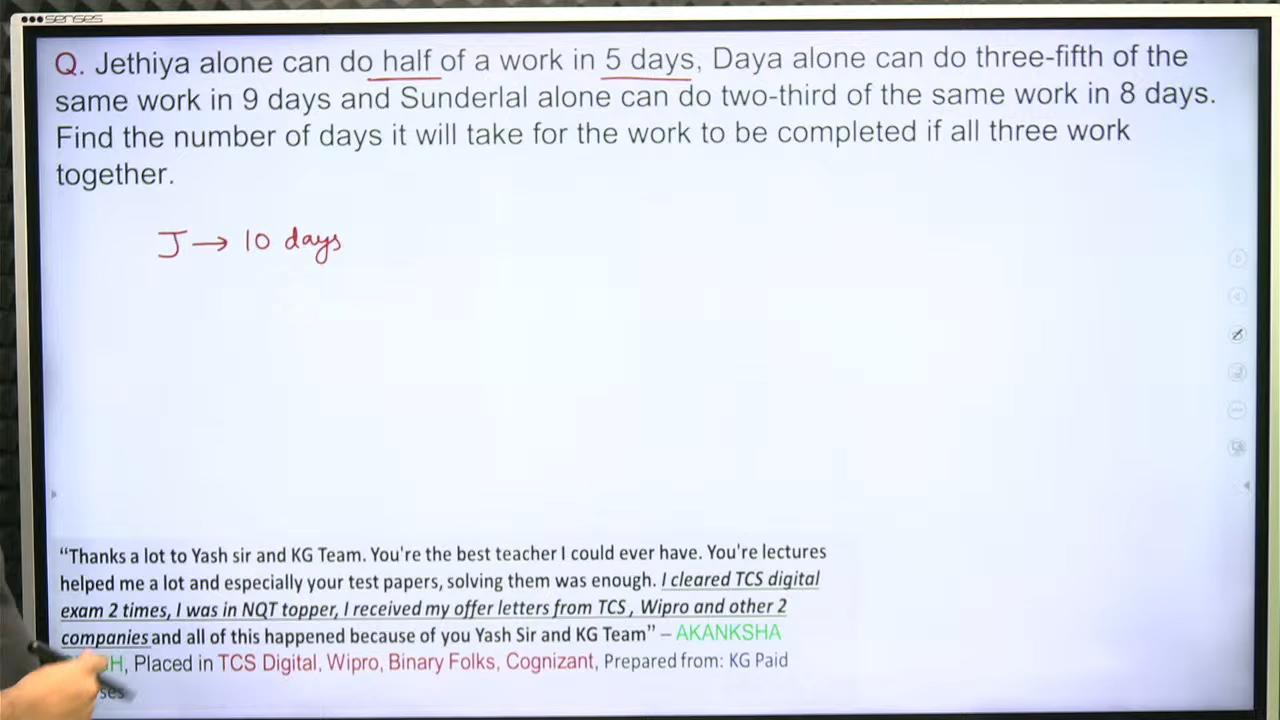 senses
Q. Jethiya alone can do half of a work in 5 days, Daya alone can do three-fifth of the
same work in 9 days and Sunderlal alone can do two-third of the same work in 8 days.
Find the number of days it will take for the work to be completed if all three work
together.
J → 10 days
“Thanks a lot to Yash sir and KG Team. You're the best teacher I could ever have. You're lectures
helped me a lot and especially your test papers, solving them was enough. I cleared TCS digital
exam 2 times, I was in NQT topper, I received my offer letters from TCS , Wipro and other 2
companies and all of this happened because of you Yash Sir and KG Team” – AKANKSHA
, Placed in TCS Digital, Wipro, Binary Folks, Cognizant, Prepared from: KG Paid